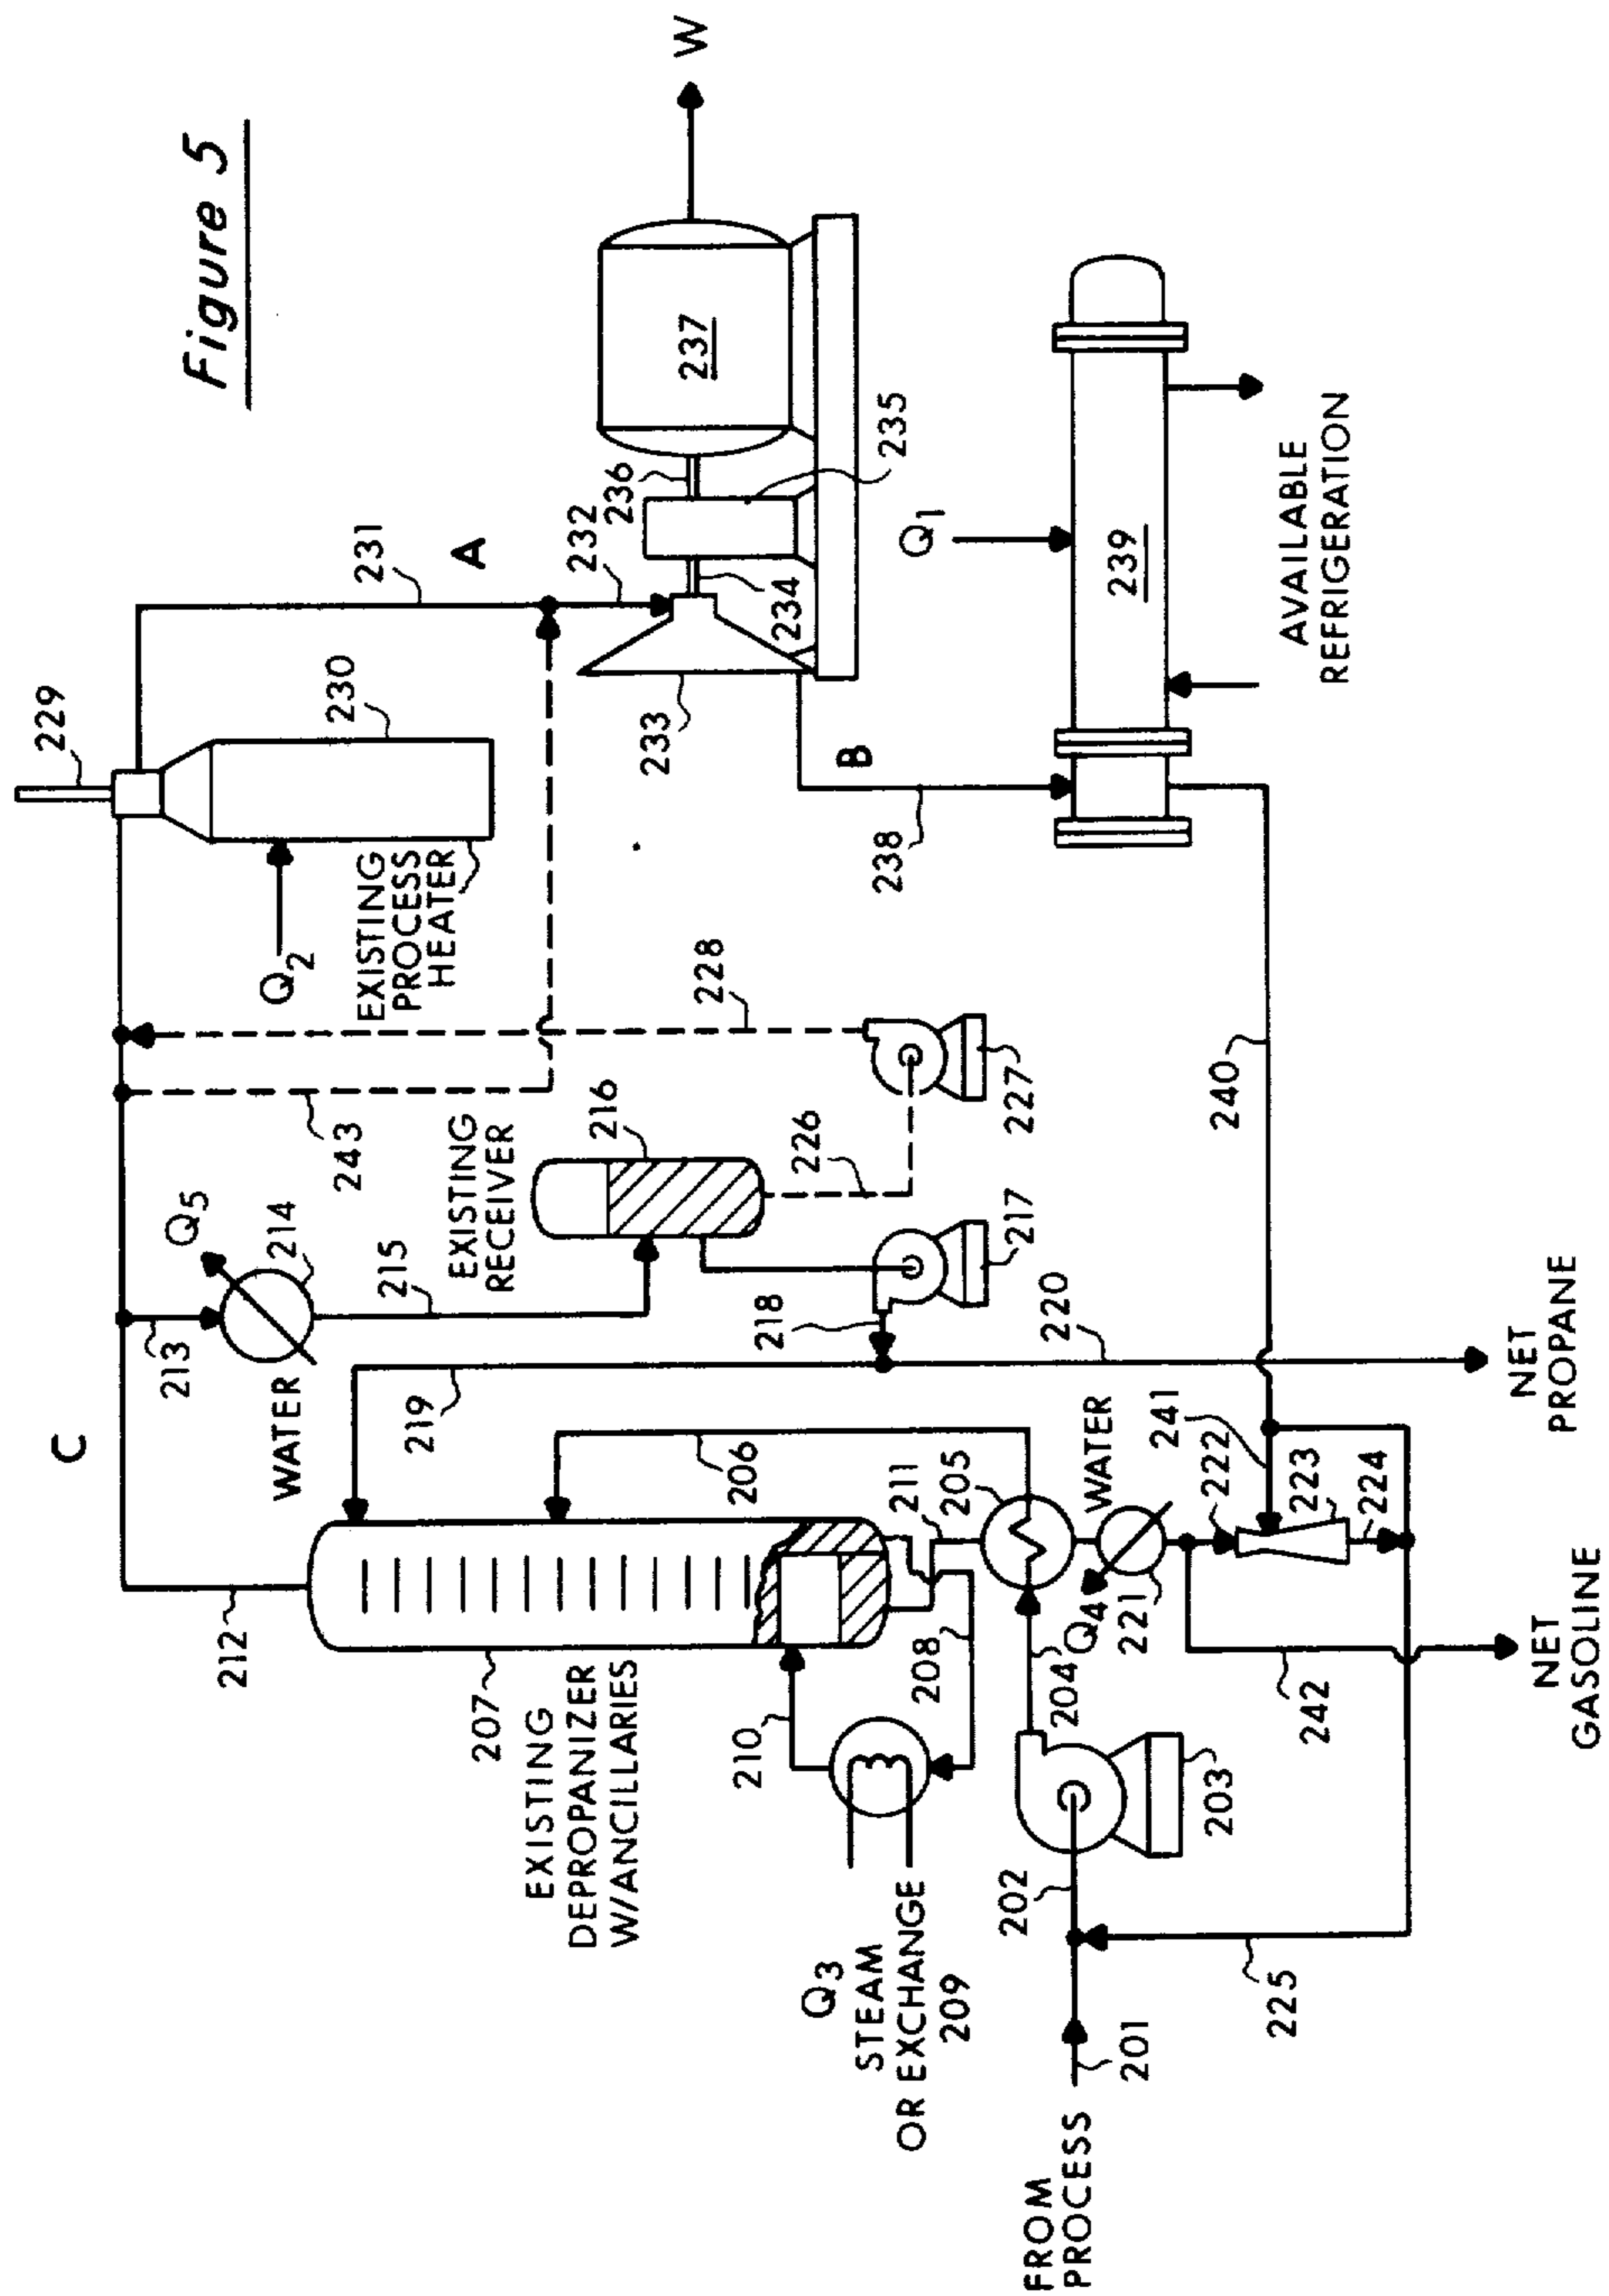 Figure 5
C
A
B
W
229
230
231
232
233
234
235
236
237
238
239
240
241
242
243
Q2
EXISTING
PROCESS
HEATER
Q1
AVAILABLE
REFRIGERATION
228
227
226
216
EXISTING
RECEIVER
217
218
219
220
Q5
214
215
213
WATER
212
206
211
205
WATER
222
223
224
221
Q4
204
208
210
207
EXISTING
DEPROPANIZER
W/ANCILLARIES
Q3
STEAM
OR EXCHANGE
209
202
203
201
225
FROM
PROCESS
NET
PROPANE
NET
GASOLINE